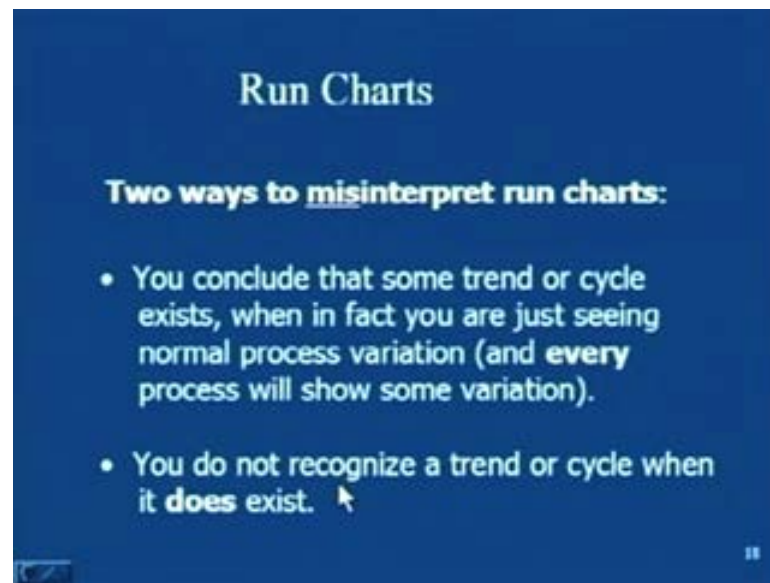 Run Charts
Two ways to misinterpret run charts:
• You conclude that some trend or cycle
exists, when in fact you are just seeing
normal process variation (and every
process will show some variation).
• You do not recognize a trend or cycle when
it does exist.
18